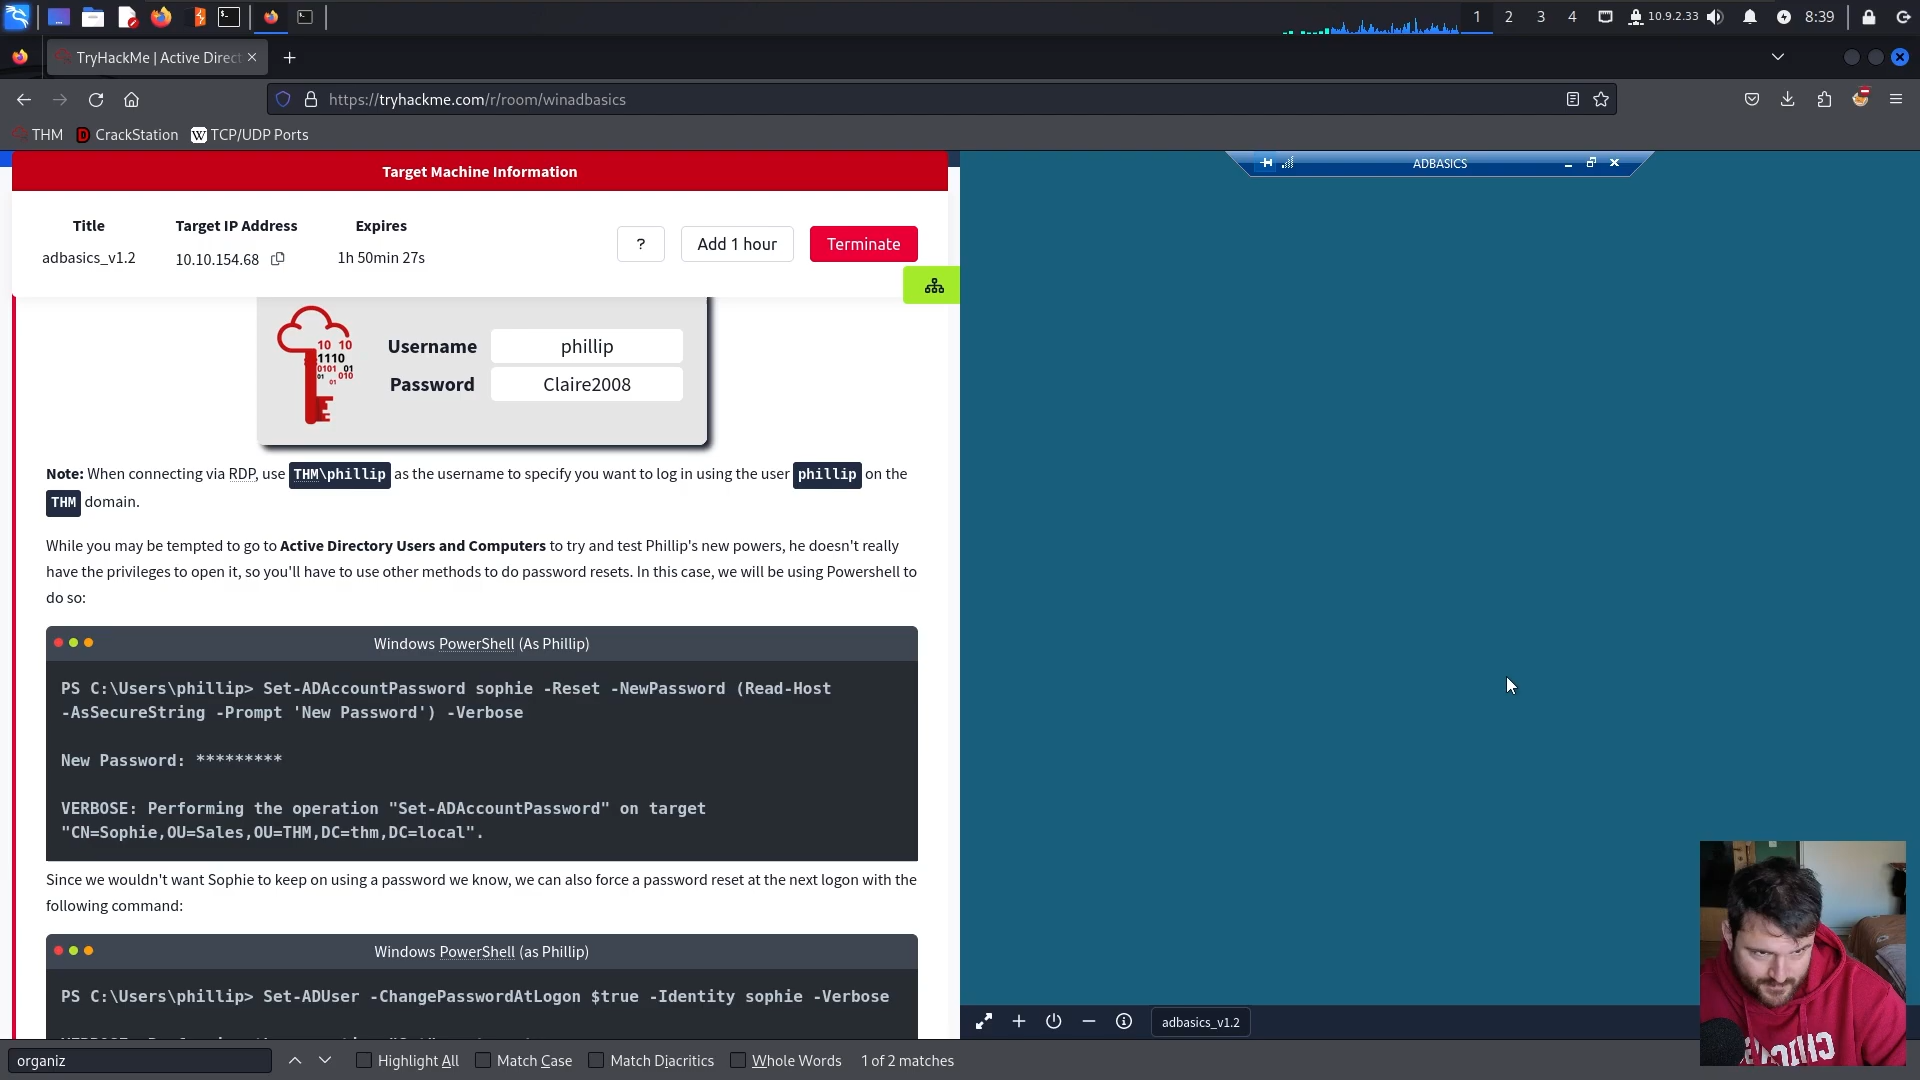 1
2
3
4
10.9.2.33
8:39
TryHackMe | Active Direct
https://tryhackme.com/r/room/winadbasics
THM
CrackStation
TCP/UDP Ports
Target Machine Information
Title
Target IP Address
Expires
adbasics_v1.2
10.10.154.68
1h 50min 27s
?
Add 1 hour
Terminate
Username
phillip
Password
Claire2008
Note: When connecting via RDP, use THM\phillip as the username to specify you want to log in using the user phillip on the
THM domain.
While you may be tempted to go to Active Directory Users and Computers to try and test Phillip's new powers, he doesn't really
have the privileges to open it, so you'll have to use other methods to do password resets. In this case, we will be using Powershell to
do so:
Windows PowerShell (As Phillip)
PS C:\Users\phillip> Set-ADAccountPassword sophie -Reset -NewPassword (Read-Host
-AsSecureString -Prompt 'New Password') -Verbose
New Password: *********
VERBOSE: Performing the operation "Set-ADAccountPassword" on target
"CN=Sophie,OU=Sales,OU=THM,DC=thm,DC=local".
Since we wouldn't want Sophie to keep on using a password we know, we can also force a password reset at the next logon with the
following command:
Windows PowerShell (as Phillip)
PS C:\Users\phillip> Set-ADUser -ChangePasswordAtLogon $true -Identity sophie -Verbose
ADBASICS
adbasics_v1.2
organiz
Highlight All
Match Case
Match Diacritics
Whole Words
1 of 2 matches